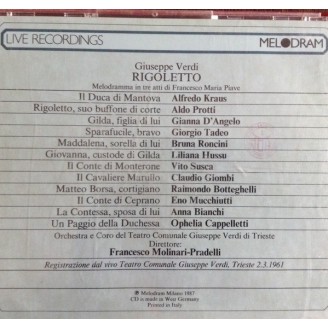 LIVE RECORDINGS MELODRAM
Giuseppe Verdi
RIGOLETTO
Melodramma in tre atti di Francesco Maria Piave
Il Duca di Mantova Alfredo Kraus
Rigoletto, suo buffone di corte Aldo Protti
Gilda, figlia di lui Gianna D'Angelo
Sparafucile, bravo Giorgio Tadeo
Maddalena, sorella di lui Bruna Roncini
Giovanna, custode di Gilda Liliana Hussu
Il Conte di Monterone Vito Susca
Il Cavaliere Marullo Claudio Giombi
Matteo Borsa, cortigiano Raimondo Botteghelli
Il Conte di Ceprano Eno Mucchiutti
La Contessa, sposa di lui Anna Bianchi
Un Paggio della Duchessa Ophelia Cappelletti
Orchestra e Coro del Teatro Comunale Giuseppe Verdi di Trieste
Direttore:
Francesco Molinari-Pradelli
Registrazione dal vivo Teatro Comunale Giuseppe Verdi, Trieste 2.3.1961
Melodram Milano 1987
CD is made in West Germany
Printed in Italy